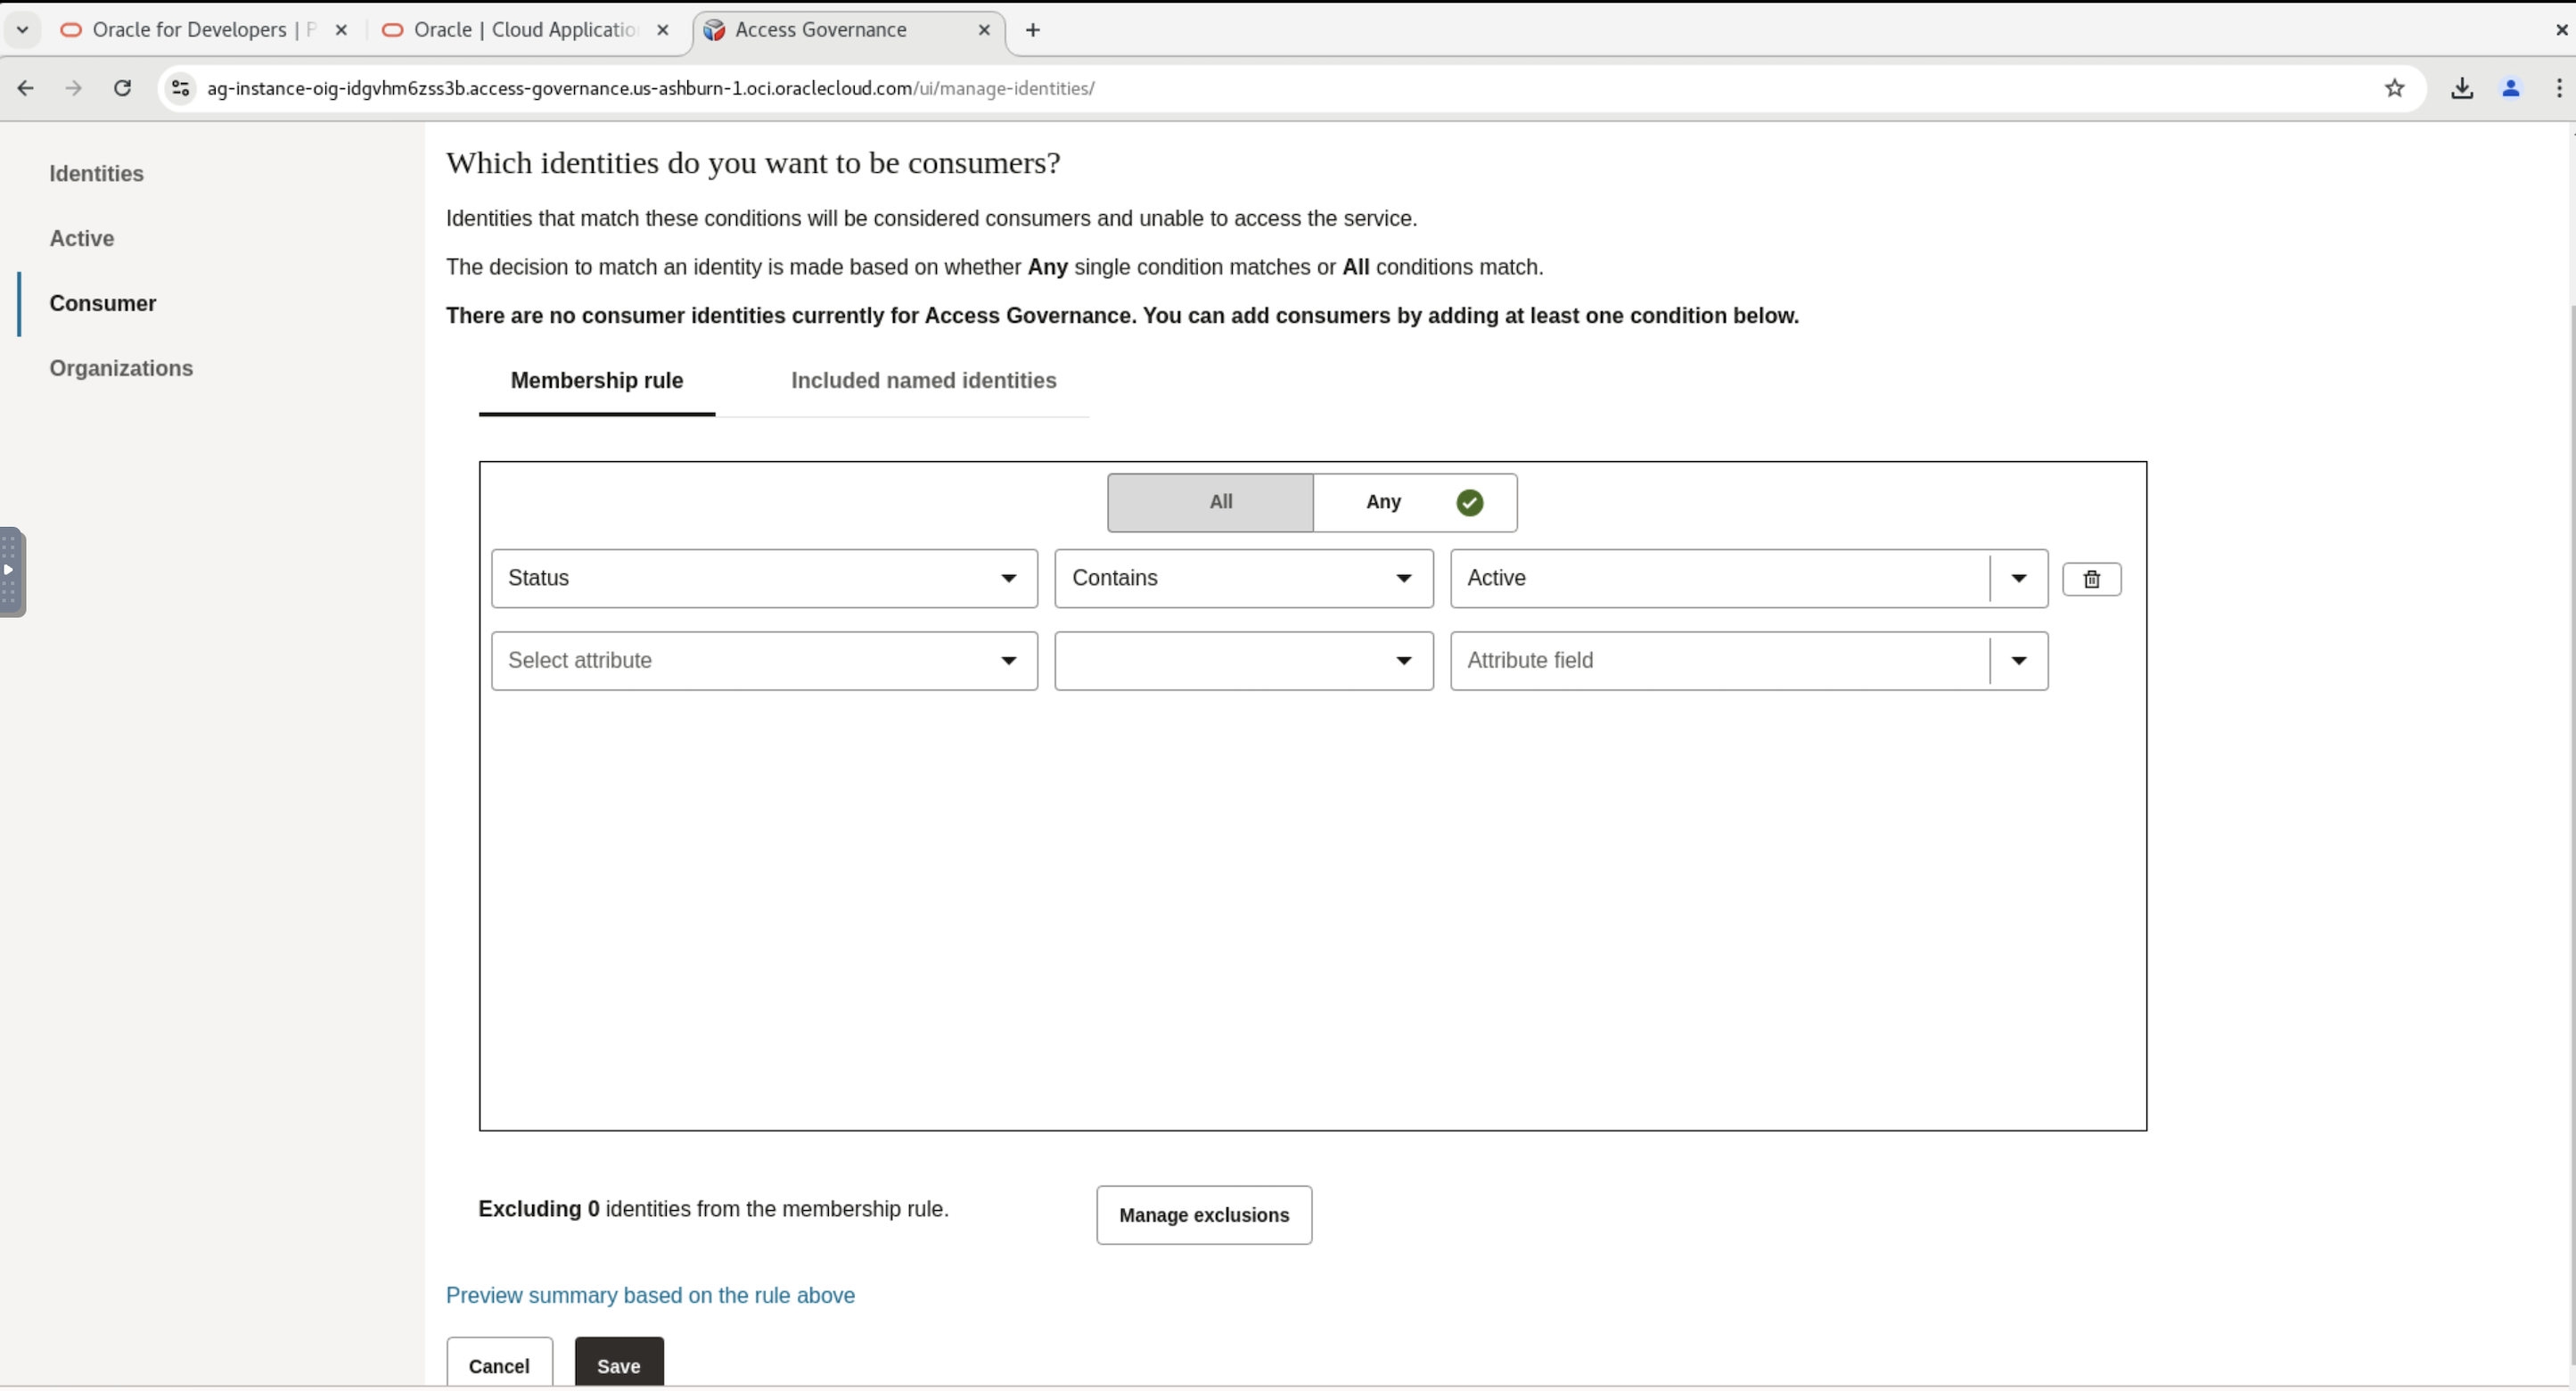 Oracle for Developers | P
Oracle | Cloud Applicatio
Access Governance
ag-instance-oig-idgvhm6zss3b.access-governance.us-ashburn-1.oci.oraclecloud.com/ui/manage-identities/
Identities
Active
Consumer
Organizations
Which identities do you want to be consumers?
Identities that match these conditions will be considered consumers and unable to access the service.
The decision to match an identity is made based on whether Any single condition matches or All conditions match.
There are no consumer identities currently for Access Governance. You can add consumers by adding at least one condition below.
Membership rule Included named identities
All Any
Status Contains Active
Select attribute Attribute field
Excluding 0 identities from the membership rule. Manage exclusions
Preview summary based on the rule above
Cancel Save